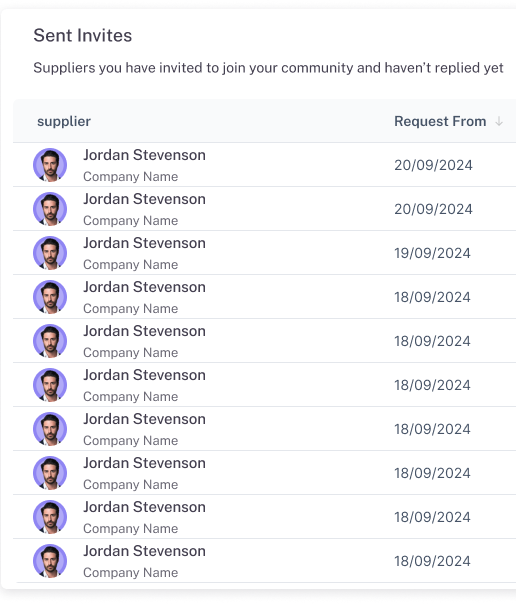 Sent Invites
Suppliers you have invited to join your community and haven't replied yet
supplier Request From ↓
Jordan Stevenson
Company Name
20/09/2024
Jordan Stevenson
Company Name
20/09/2024
Jordan Stevenson
Company Name
19/09/2024
Jordan Stevenson
Company Name
18/09/2024
Jordan Stevenson
Company Name
18/09/2024
Jordan Stevenson
Company Name
18/09/2024
Jordan Stevenson
Company Name
18/09/2024
Jordan Stevenson
Company Name
18/09/2024
Jordan Stevenson
Company Name
18/09/2024
Jordan Stevenson
Company Name
18/09/2024